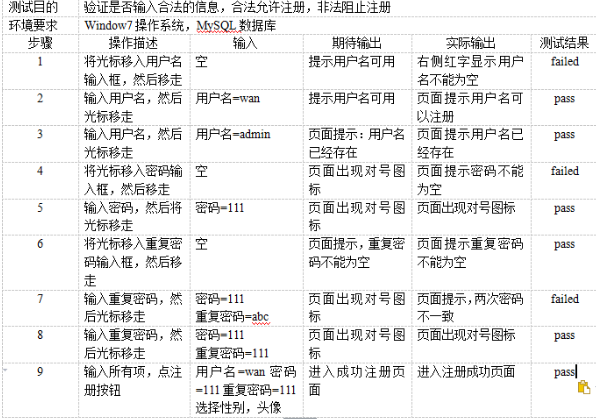 测试目的 验证是否输入合法的信息，合法允许注册，非法阻止注册
环境要求 Window7 操作系统，MySQL 数据库
步骤 操作描述 输入 期待输出 实际输出 测试结果
1 将光标移入用户名 空 提示用户名可用 右侧红字显示用户 failed
输入框，然后移走 名不能为空
2 输入用户名，然后 用户名=wan 提示用户名可用 页面提示用户名可 pass
光标移走 以注册
3 输入用户名，然后 用户名=admin 页面提示：用户名 页面提示用户名已 pass
光标移走 已经存在 经存在
4 将光标移入密码输 空 页面出现对号图 页面提示密码不能 failed
入框，然后移走 标 为空
5 输入密码，然后将 密码=111 页面出现对号图 页面出现对号图标 pass
光标移走 标
6 将光标移入重复密 空 页面提示，重复密 页面提示重复密码 pass
码输入框，然后移 码不能为空 不能为空
走
7 输入重复密码，然 密码=111 页面出现对号图 页面提示，两次密码 failed
后光标移走 重复密码=abc 标 不一致
8 输入重复密码，然 密码=111 页面出现对号图 页面出现对号图标 pass
后光标移走 重复密码=111 标
9 输入所有项，点注 用户名=wan 密码 进入成功注册页 进入注册成功页面 pass
册按钮 =111 重复密码=111 面
选择性别，头像